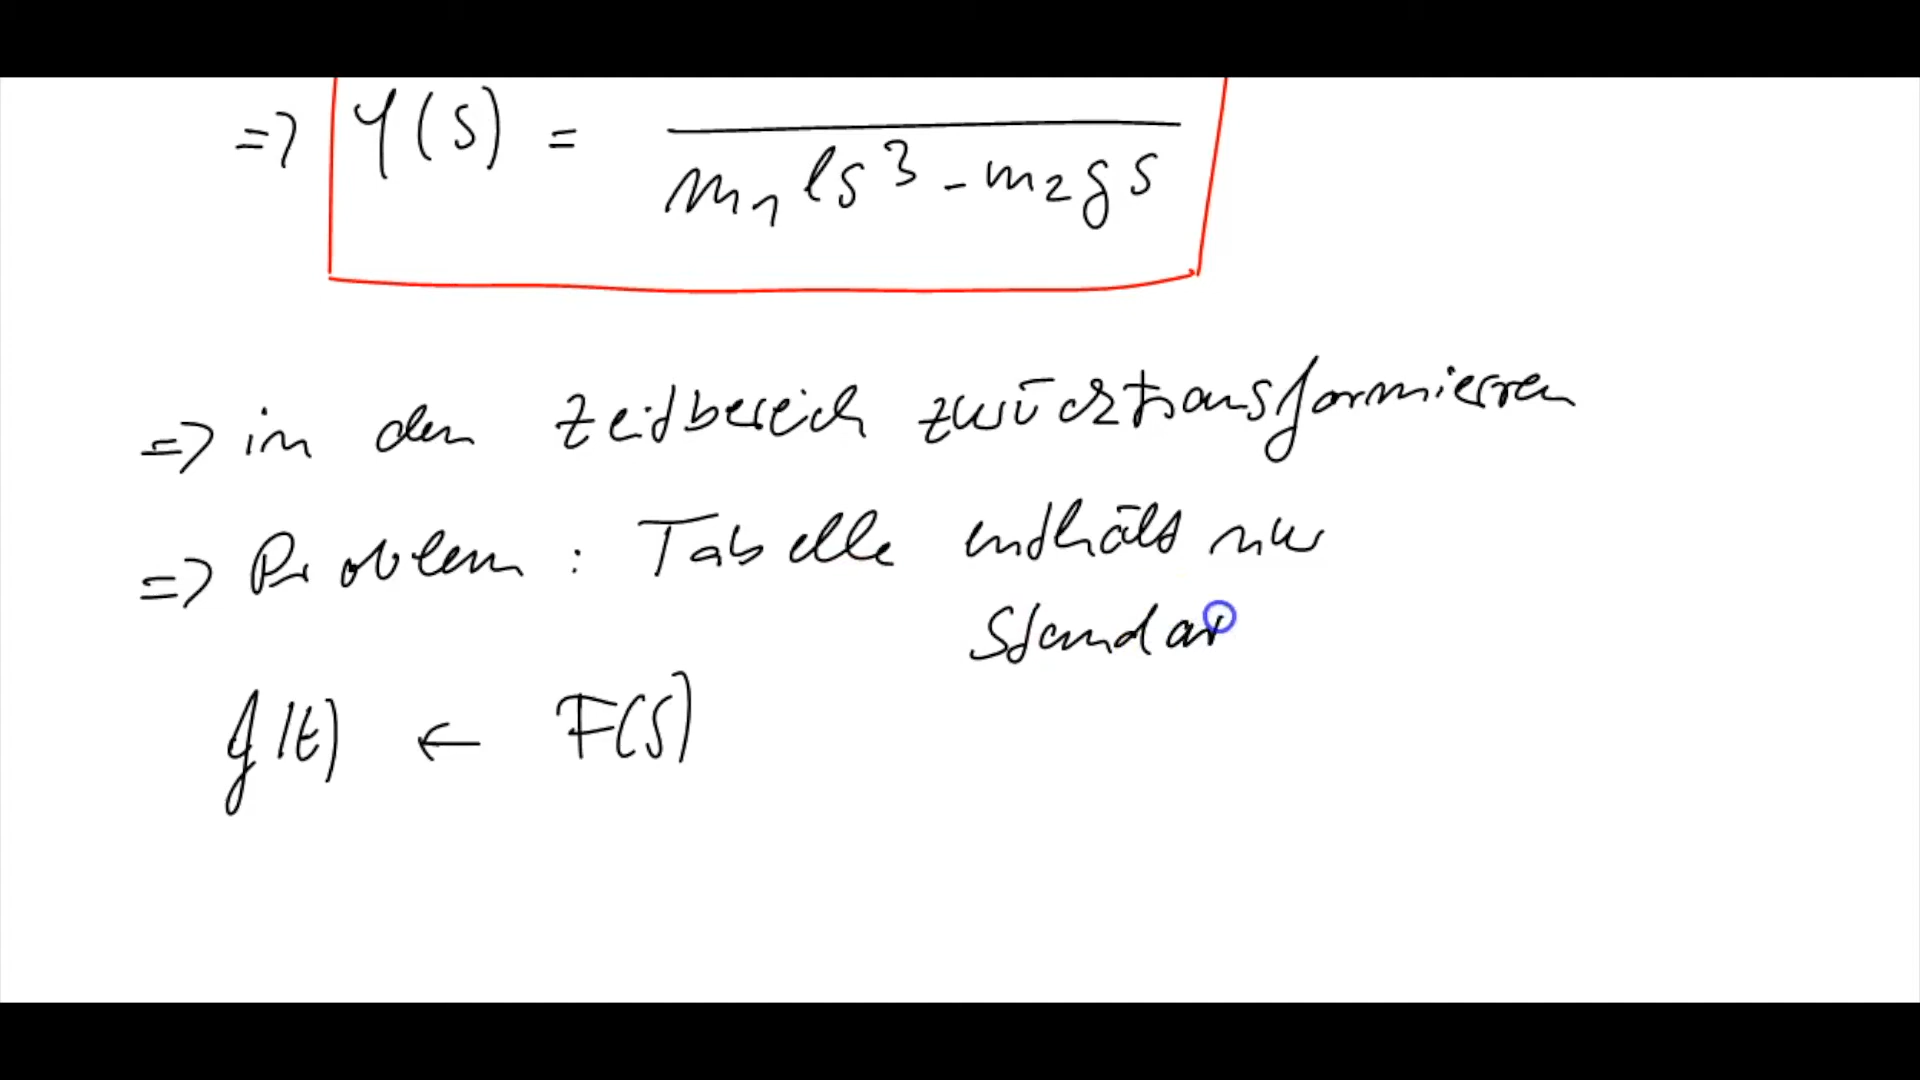 => Y(s) = ――― / m₁ls³ - m₂gs
=> in den Zeitbereich zurücktransformieren
=> Problem : Tabelle enthält nur
Standar
f(t) ← F(s)